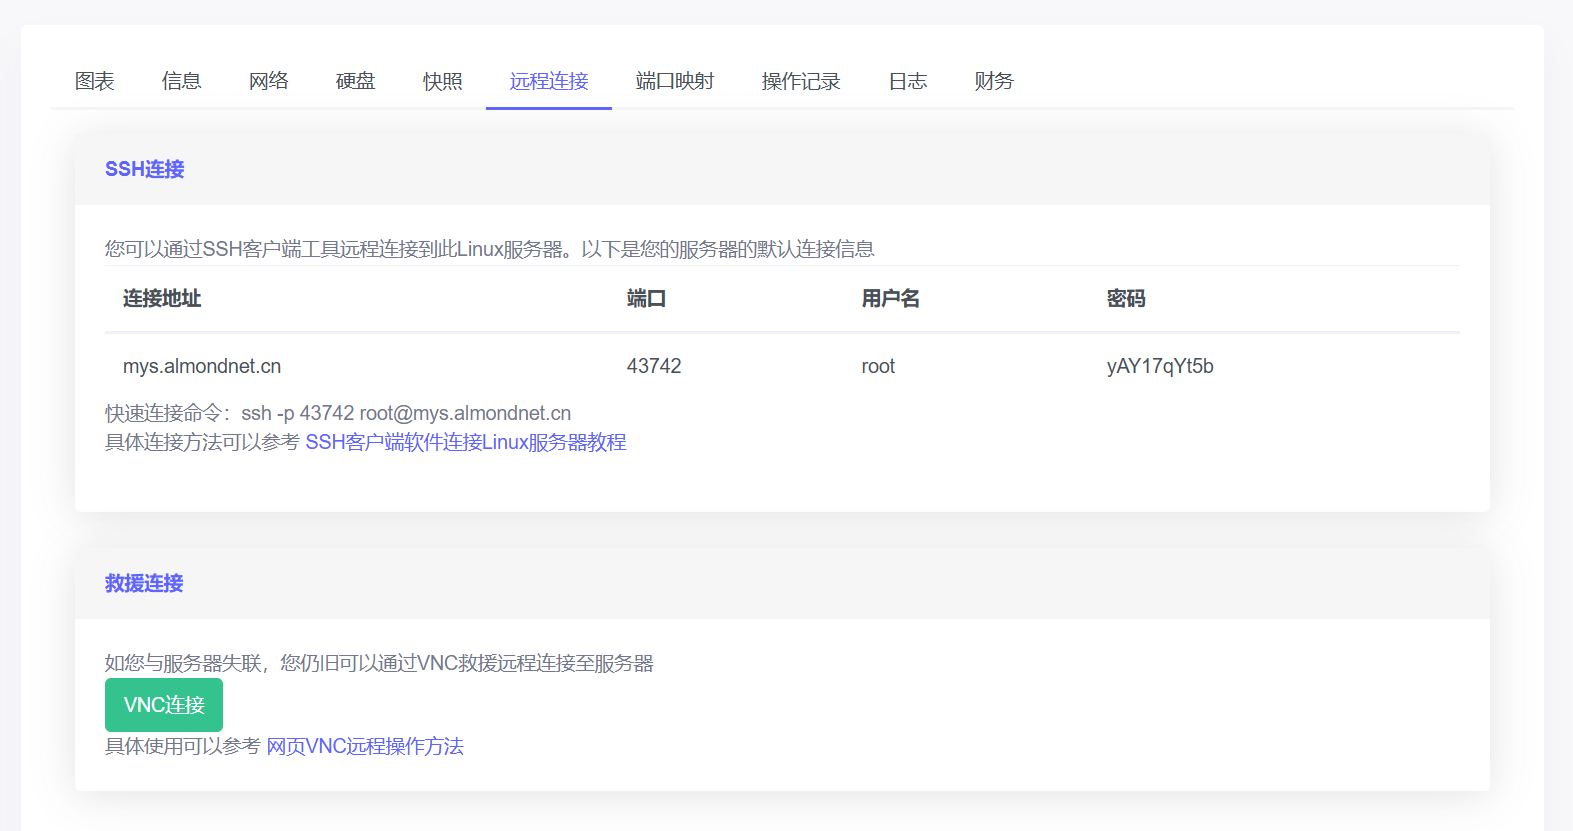 图表 信息 网络 硬盘 快照 远程连接 端口映射 操作记录 日志 财务
SSH连接
您可以通过SSH客户端工具远程连接到此Linux服务器。以下是您的服务器的默认连接信息
连接地址 端口 用户名 密码
mys.almondnet.cn 43742 root yAY17qYt5b
快速连接命令：ssh -p 43742 root@mys.almondnet.cn
具体连接方法可以参考 SSH客户端软件连接Linux服务器教程
救援连接
如您与服务器失联，您仍旧可以通过VNC救援远程连接至服务器
VNC连接
具体使用可以参考 网页VNC远程操作方法